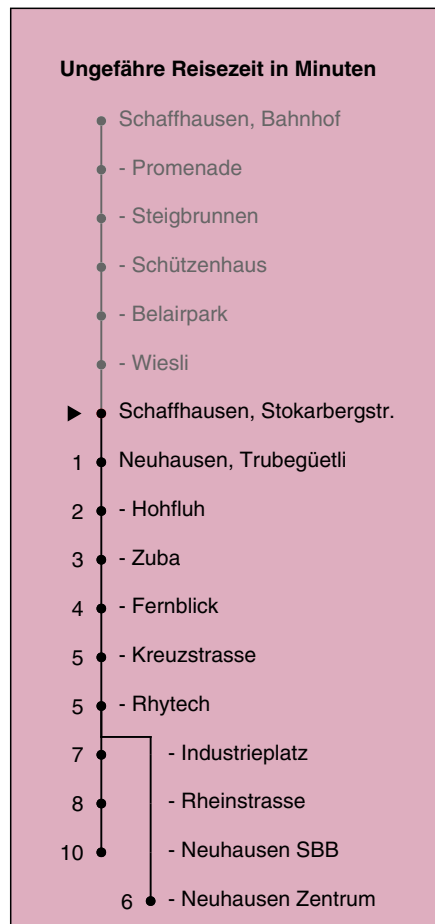 Ungefähre Reisezeit in Minuten
Schaffhausen, Bahnhof
- Promenade
- Steigbrunnen
- Schützenhaus
- Belairpark
- Wiesli
Schaffhausen, Stokarbergstr.
1 Neuhausen, Trubegüetli
2 - Hohfluh
3 - Zuba
4 - Fernblick
5 - Kreuzstrasse
5 - Rhytech
7 - Industrieplatz
8 - Rheinstrasse
10 - Neuhausen SBB
6 - Neuhausen Zentrum